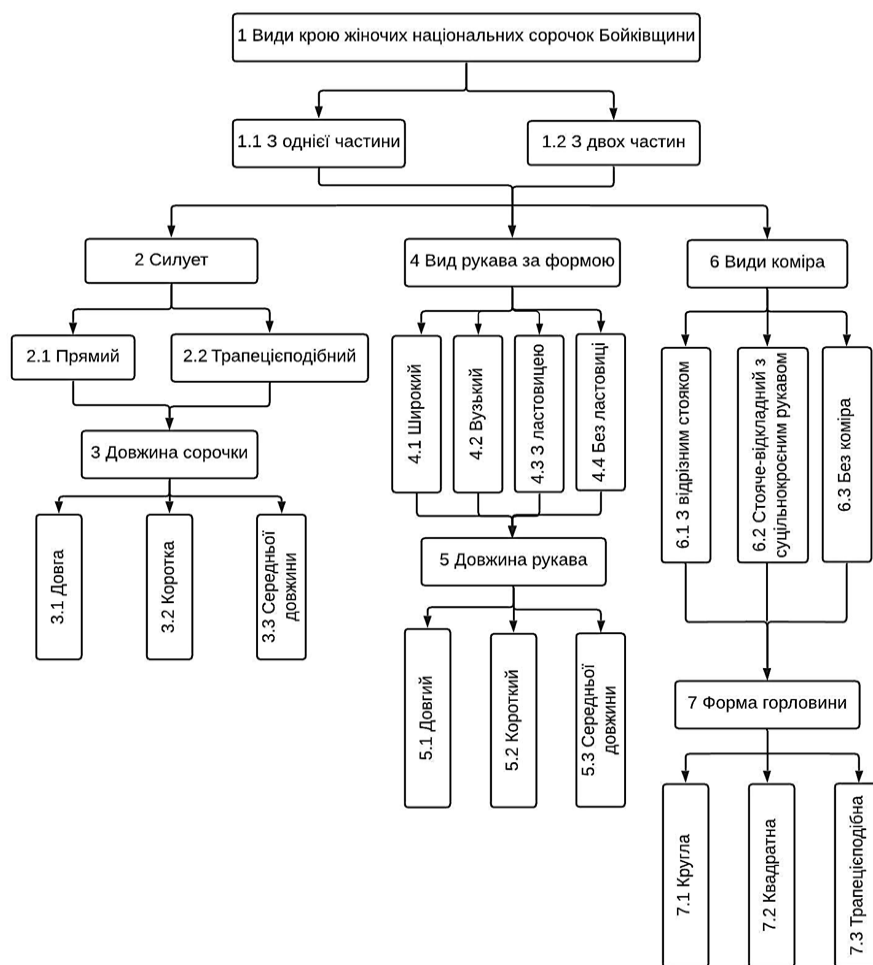 1 Види крою жіночих національних сорочок Бойківщини
1.1 З однієї частини
1.2 З двох частин
2 Силует
4 Вид рукава за формою
6 Види коміра
2.1 Прямий
2.2 Трапецієподібний
4.1 Широкий
4.2 Вузький
4.3 З ластовицею
4.4 Без ластовиці
6.1 З відрізним стояком
6.2 Стояче-відкладний з
суцільнокроєним рукавом
6.3 Без коміра
3 Довжина сорочки
3.1 Довга
3.2 Коротка
3.3 Середньої
довжини
5 Довжина рукава
5.1 Довгий
5.2 Короткий
5.3 Середньої
довжини
7 Форма горловини
7.1 Кругла
7.2 Квадратна
7.3 Трапецієподібна